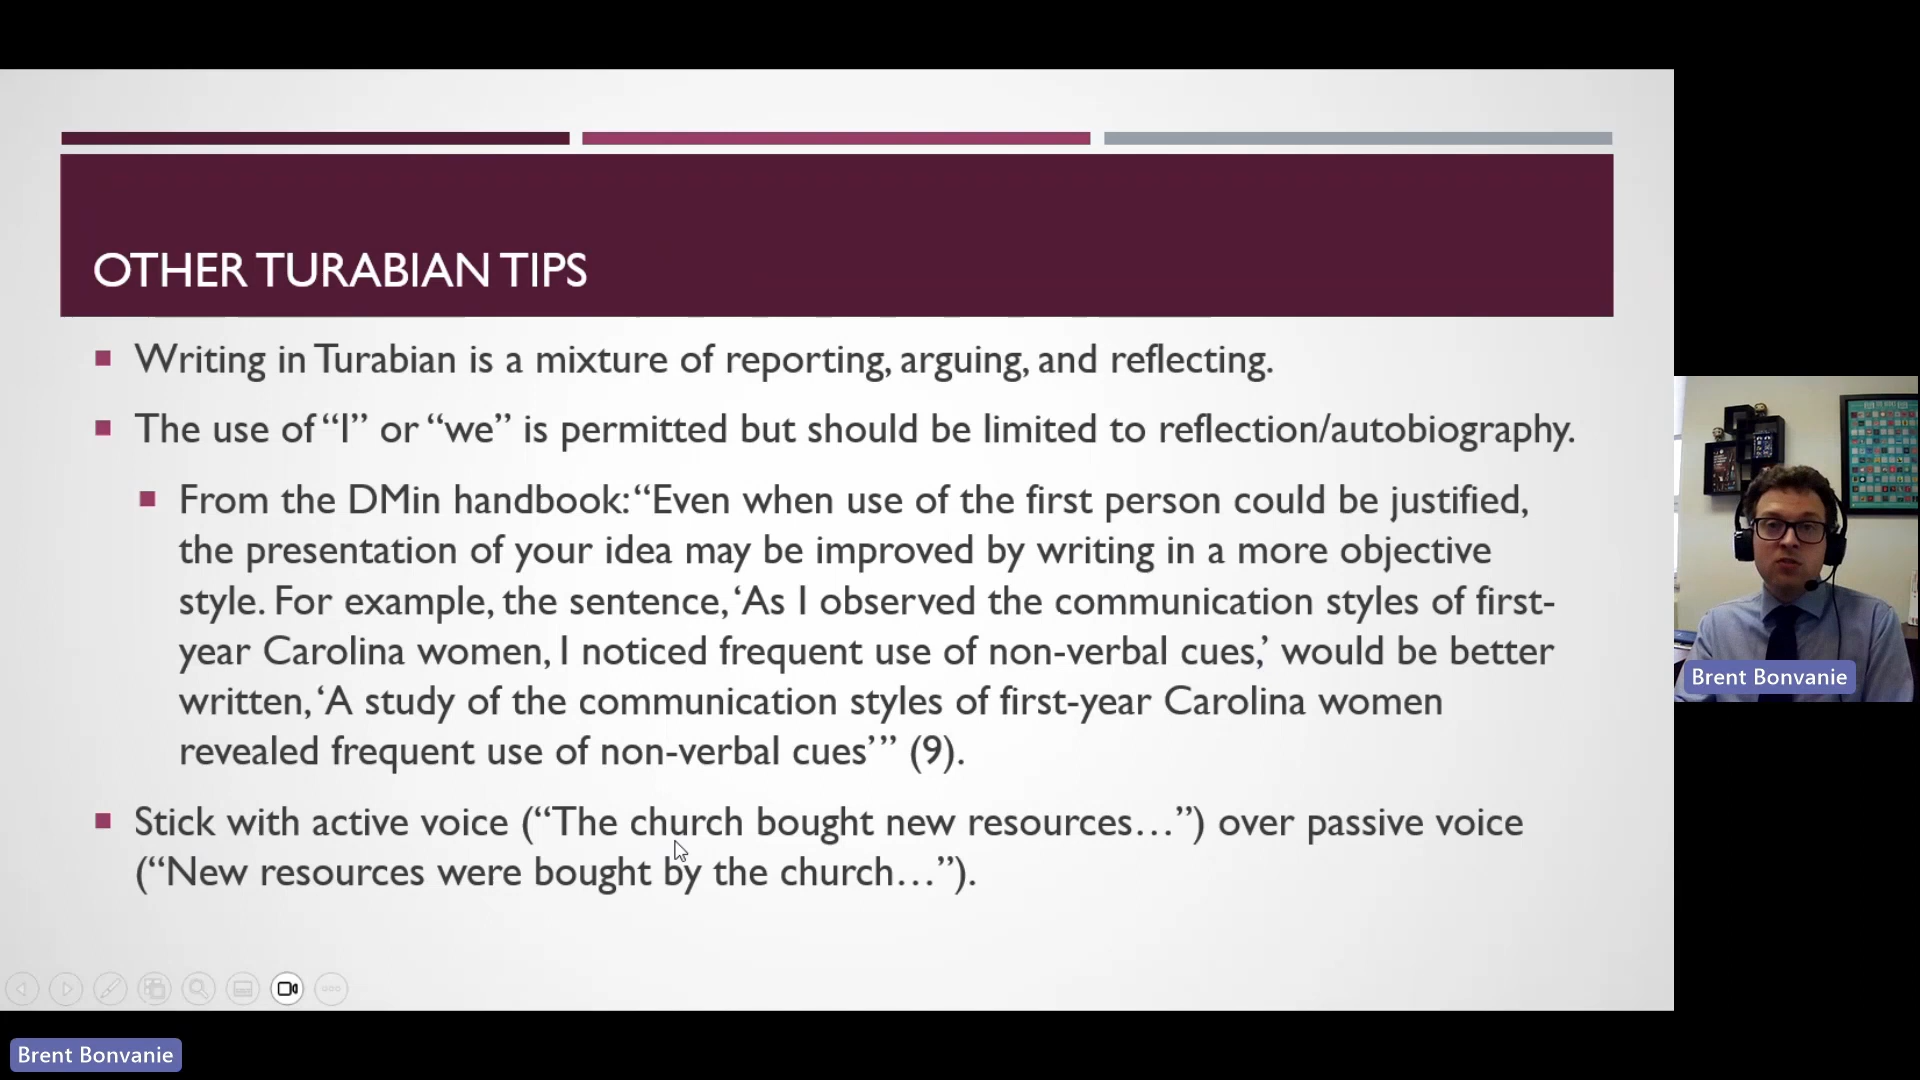 OTHER TURABIAN TIPS
Writing in Turabian is a mixture of reporting, arguing, and reflecting.
The use of “I” or “we” is permitted but should be limited to reflection/autobiography.
From the DMin handbook: “Even when use of the first person could be justified,
the presentation of your idea may be improved by writing in a more objective
style. For example, the sentence, ‘As I observed the communication styles of first-
year Carolina women, I noticed frequent use of non-verbal cues,’ would be better
written, ‘A study of the communication styles of first-year Carolina women
revealed frequent use of non-verbal cues’” (9).
Stick with active voice (“The church bought new resources…”) over passive voice
(“New resources were bought by the church…”).
Brent Bonvanie
Brent Bonvanie